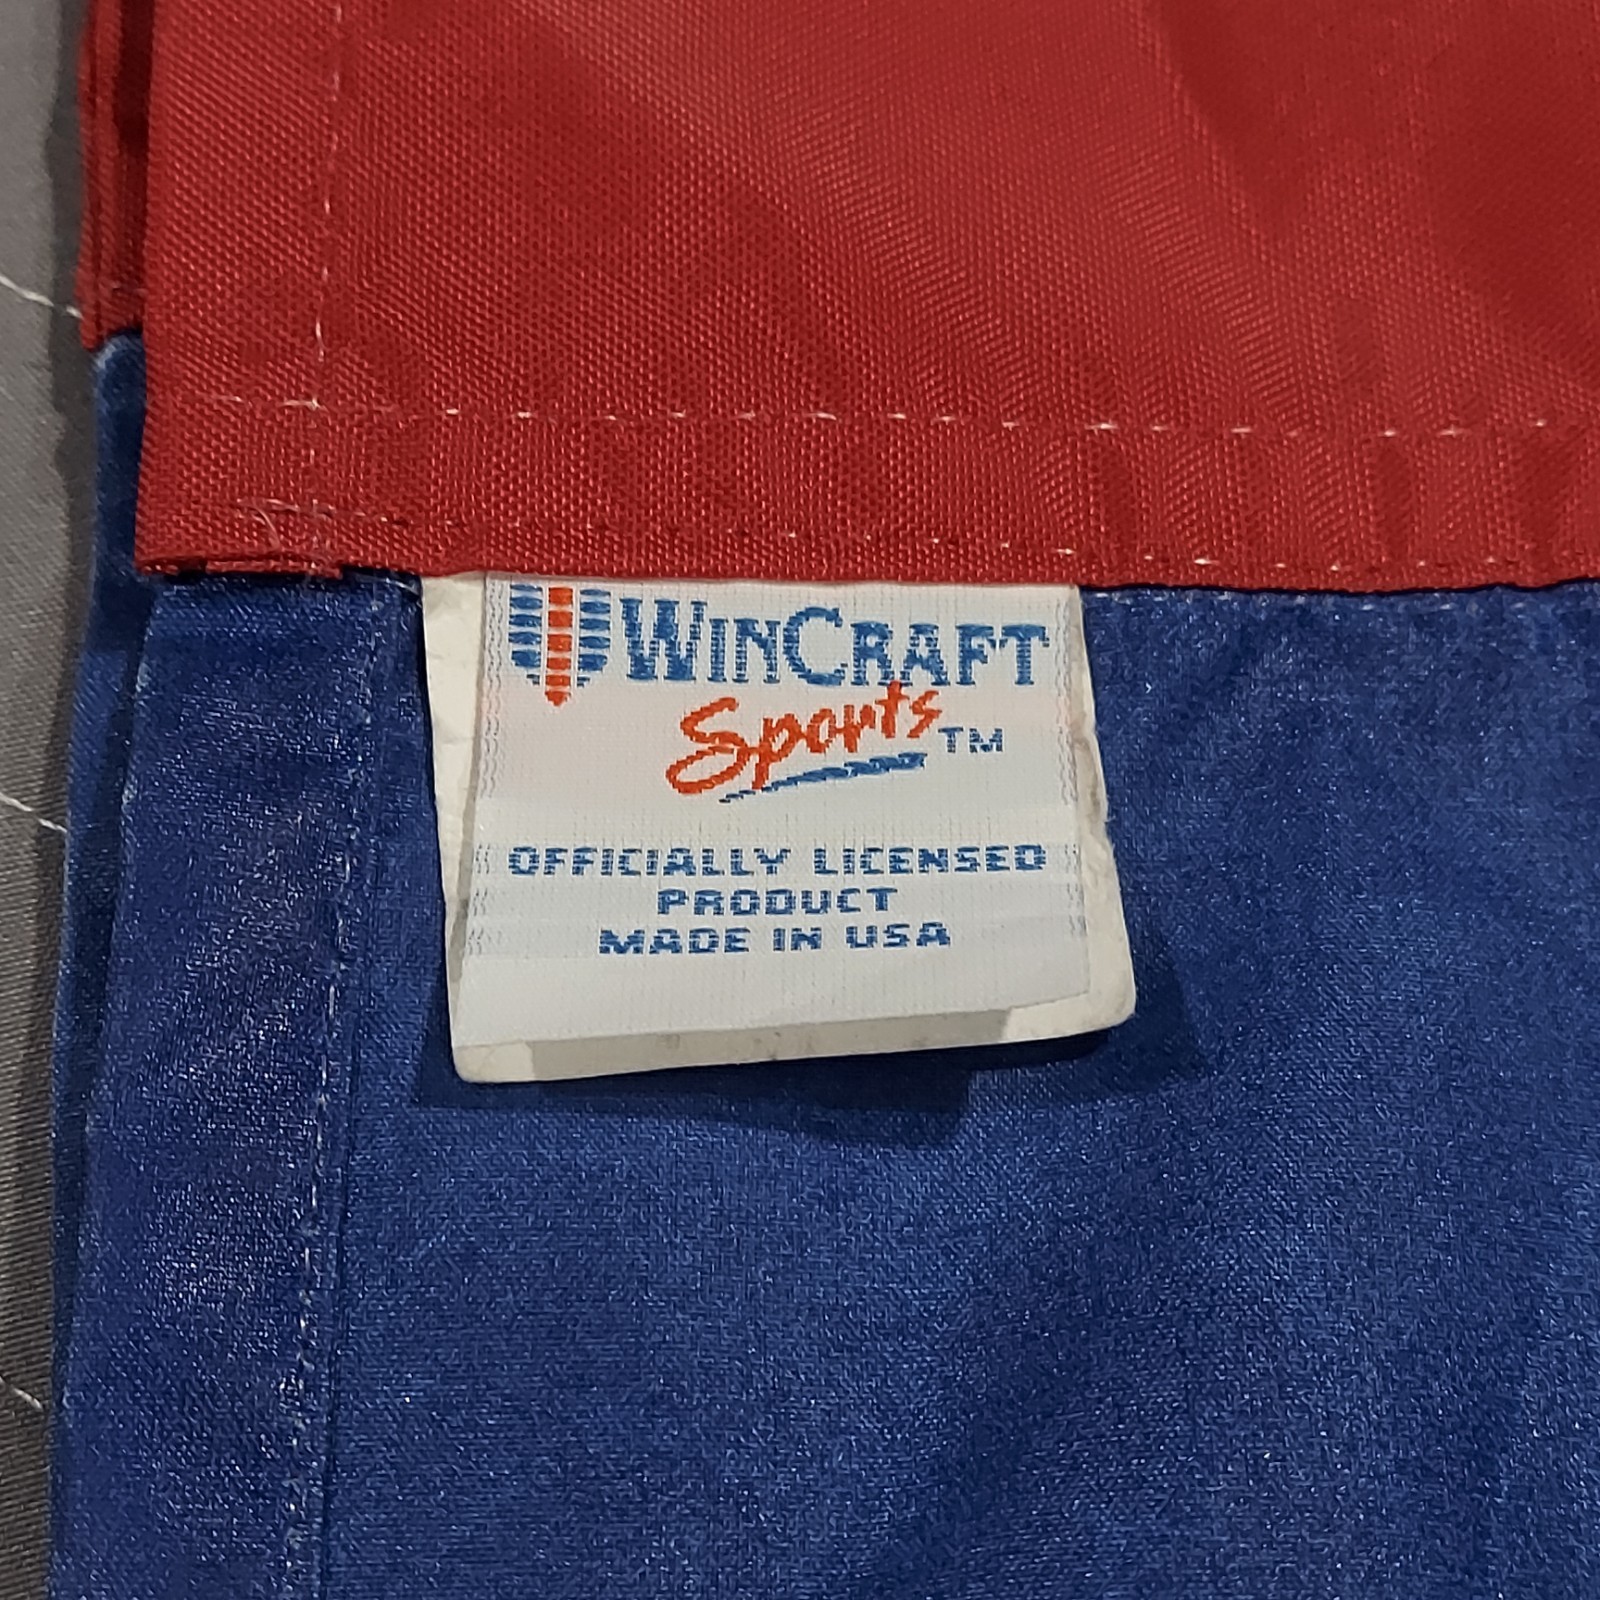 WINCRAFT
Sports TM
OFFICIALLY LICENSED
PRODUCT
MADE IN USA